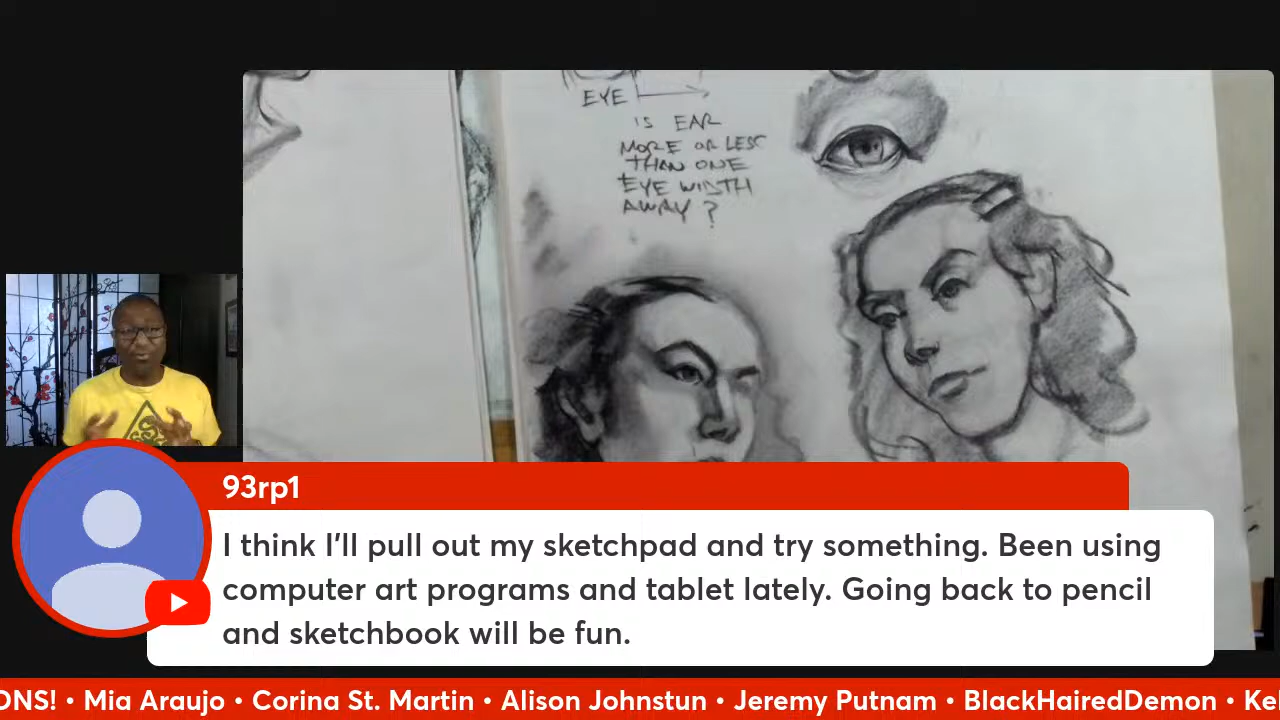 EYE
IS EAR
MORE OR LESS
THAN ONE
EYE WIDTH
AWAY?
93rp1
I think I'll pull out my sketchpad and try something. Been using
computer art programs and tablet lately. Going back to pencil
and sketchbook will be fun.
ONS! • Mia Araujo • Corina St. Martin • Alison Johnstun • Jeremy Putnam • BlackHairedDemon • Ke